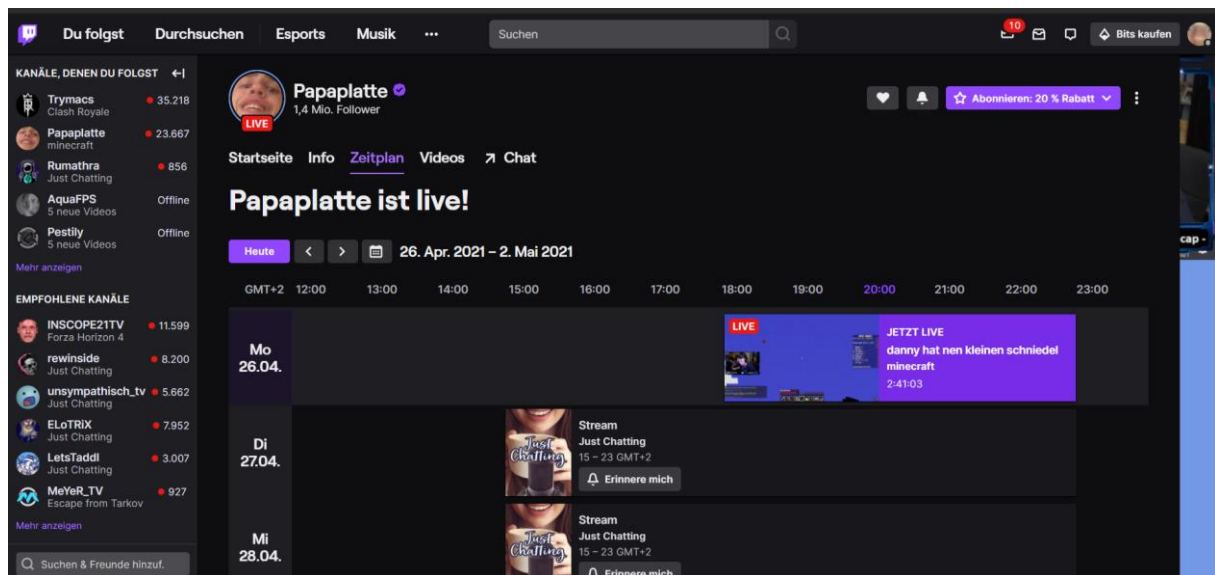 Du folgst Durchsuchen Esports Musik ••• Suchen 10 Bits kaufen
KANÄLE, DENEN DU FOLGST
Trymacs 35.218
Clash Royale
Papaplatte 23.667
minecraft
Rumathra 856
Just Chatting
AquaFPS Offline
5 neue Videos
Pestily Offline
5 neue Videos
Mehr anzeigen
EMPFOHLENE KANÄLE
INSCOPE21TV 11.599
Forza Horizon 4
rewinside 8.200
Just Chatting
unsympathisch_tv 5.662
Just Chatting
ELoTRiX 7.952
Just Chatting
LetsTaddl 3.007
Just Chatting
MeYeR_TV 927
Escape from Tarkov
Mehr anzeigen
Suchen & Freunde hinzuf.
Papaplatte
1,4 Mio. Follower
LIVE
Abonnieren: 20 % Rabatt
Startseite Info Zeitplan Videos Chat
Papaplatte ist live!
Heute 26. Apr. 2021 – 2. Mai 2021
GMT+2 12:00 13:00 14:00 15:00 16:00 17:00 18:00 19:00 20:00 21:00 22:00 23:00
Mo
26.04.
LIVE
JETZT LIVE
danny hat nen kleinen schniedel
minecraft
2:41:03
Di
27.04.
Just
Chatting
Stream
Just Chatting
15 – 23 GMT+2
Erinnere mich
Mi
28.04.
Just
Chatting
Stream
Just Chatting
15 – 23 GMT+2
Erinnere mich
cap -